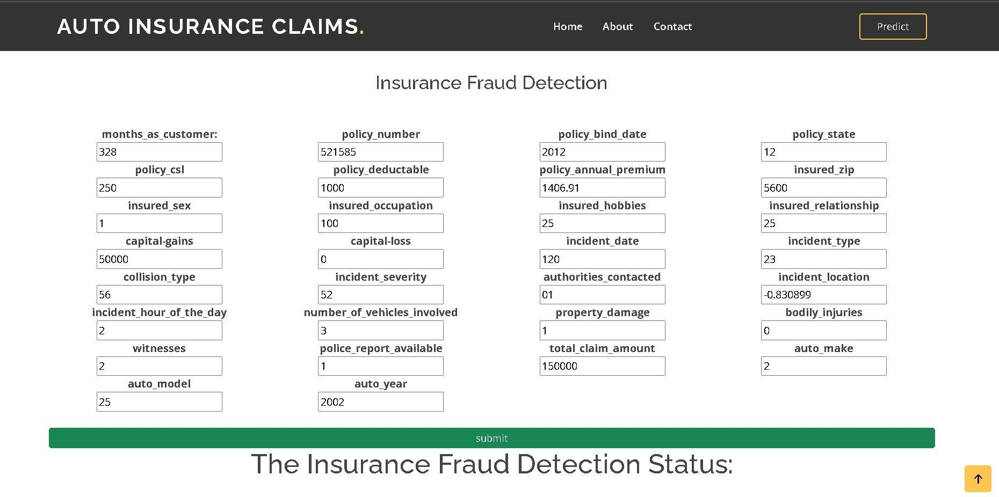 AUTO INSURANCE CLAIMS.
Home About Contact
Predict
Insurance Fraud Detection
months_as_customer: policy_number policy_bind_date policy_state
328 521585 2012 12
policy_csl policy_deductable policy_annual_premium insured_zip
250 1000 1406.91 5600
insured_sex insured_occupation insured_hobbies insured_relationship
1 100 25 25
capital-gains capital-loss incident_date incident_type
50000 0 120 23
collision_type incident_severity authorities_contacted incident_location
56 52 01 -0.830899
incident_hour_of_the_day number_of_vehicles_involved property_damage bodily_injuries
2 3 1 0
witnesses police_report_available total_claim_amount auto_make
2 1 150000 2
auto_model auto_year
25 2002
submit
The Insurance Fraud Detection Status: